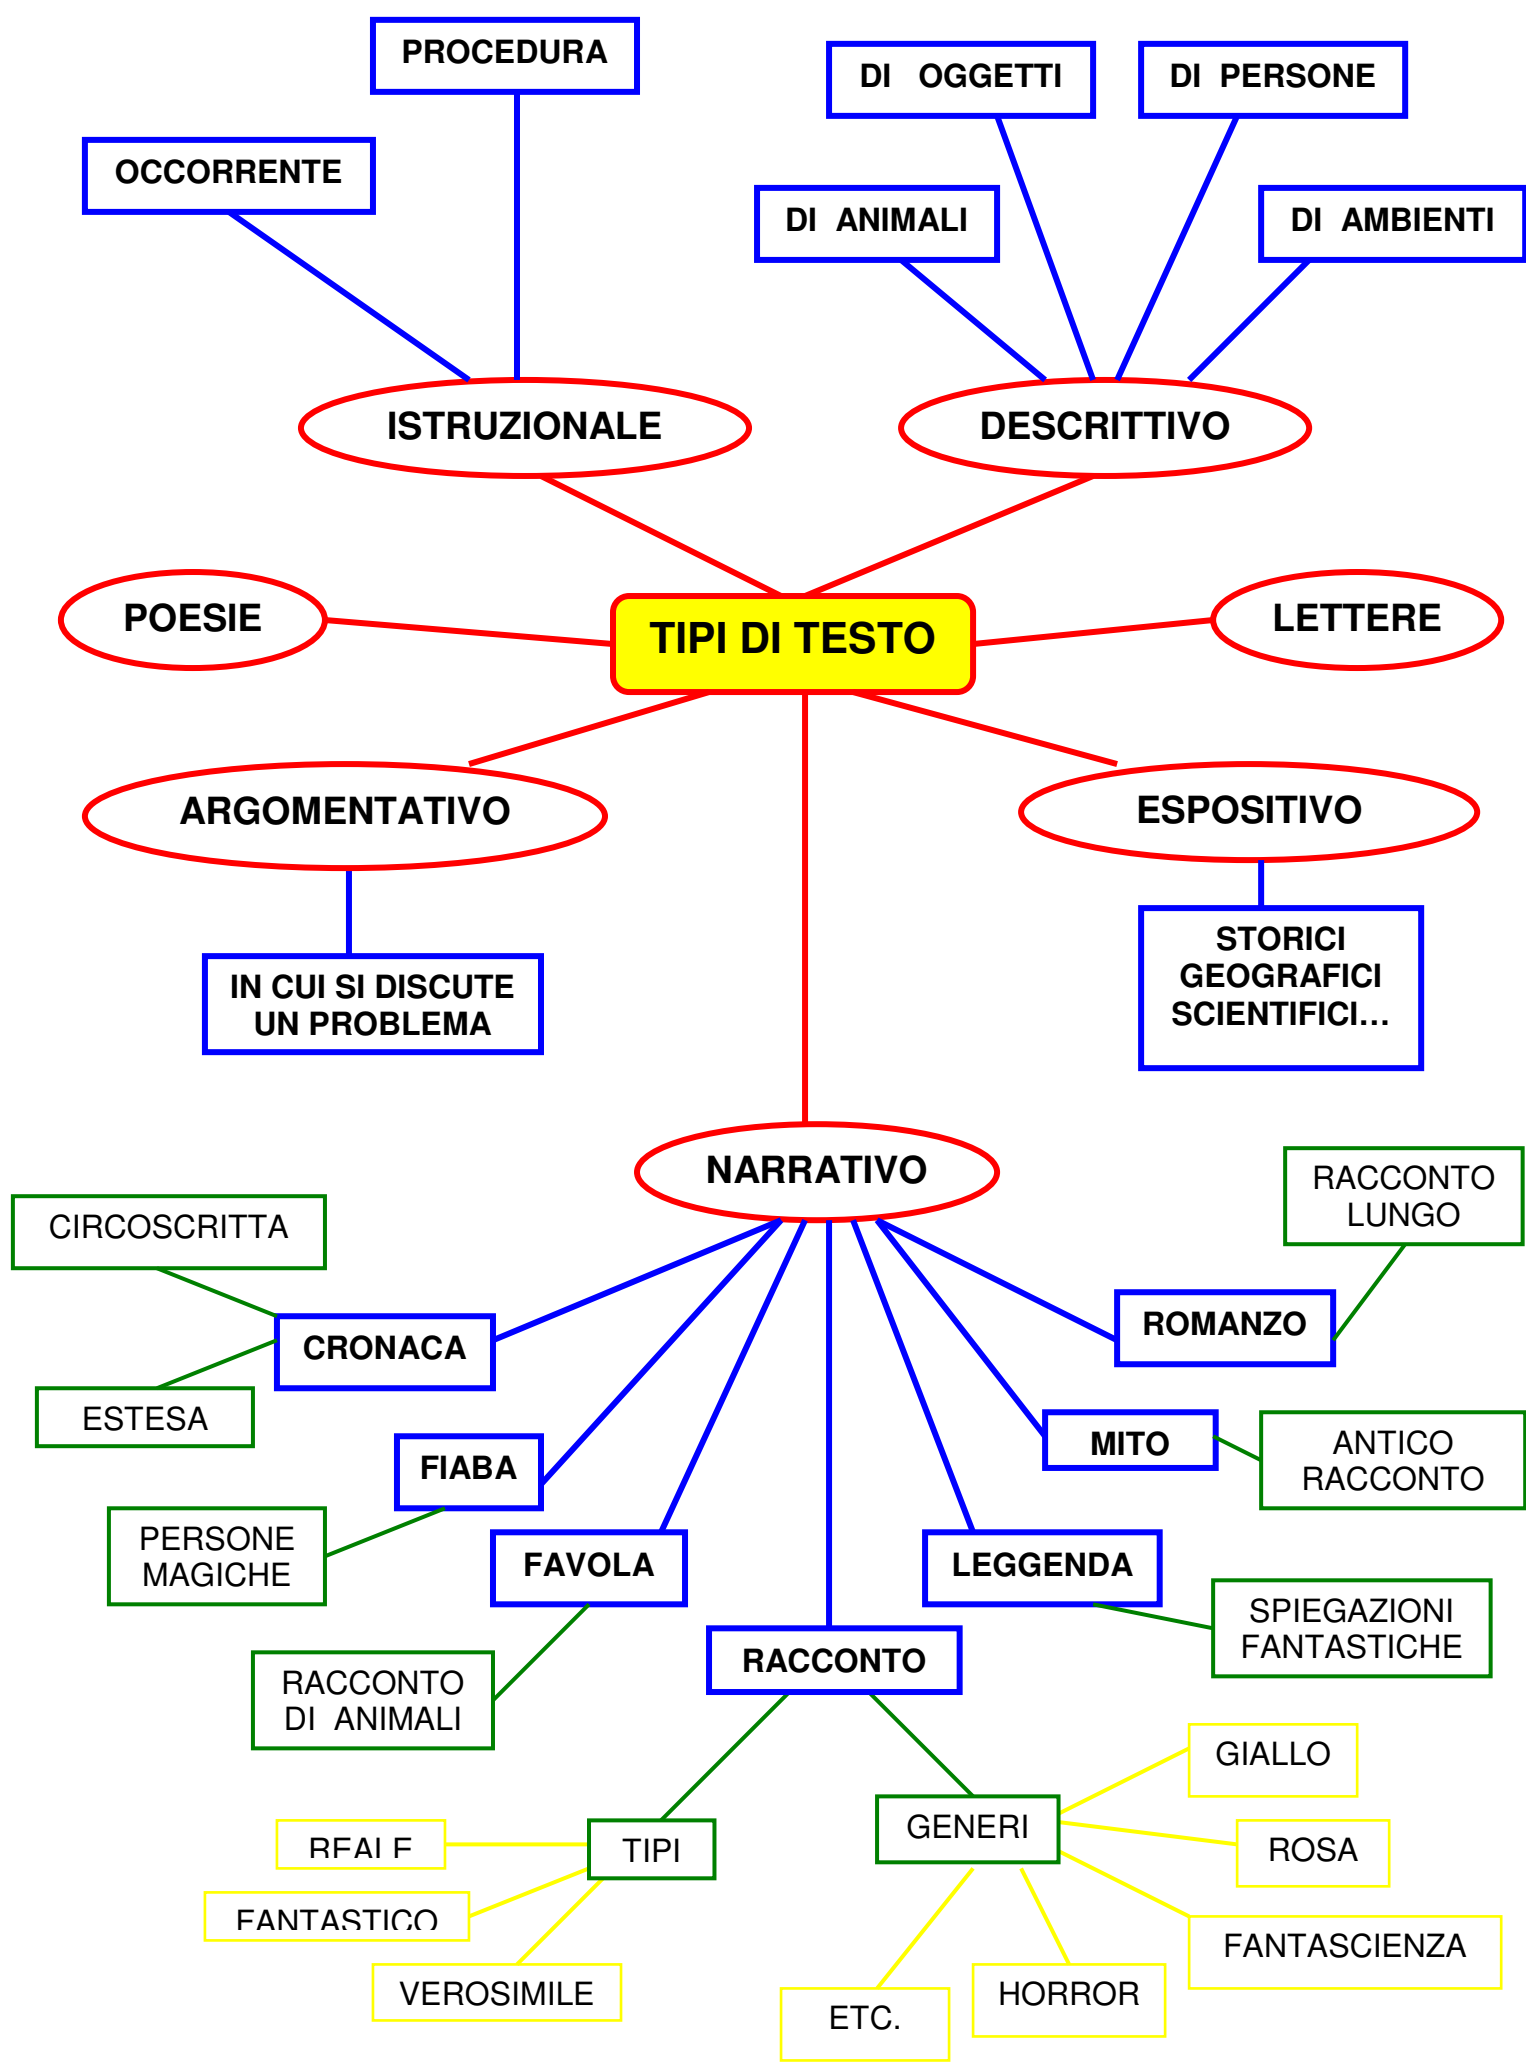 PROCEDURA
DI OGGETTI
DI PERSONE
OCCORRENTE
DI ANIMALI
DI AMBIENTI
ISTRUZIONALE
DESCRITTIVO
POESIE
TIPI DI TESTO
LETTERE
ARGOMENTATIVO
ESPOSITIVO
IN CUI SI DISCUTE
UN PROBLEMA
STORICI
GEOGRAFICI
SCIENTIFICI...
NARRATIVO
RACCONTO
LUNGO
CIRCOSCRITTA
ROMANZO
CRONACA
ESTESA
MITO
ANTICO
RACCONTO
FIABA
PERSONE
MAGICHE
FAVOLA
LEGGENDA
SPIEGAZIONI
FANTASTICHE
RACCONTO
RACCONTO
DI ANIMALI
GIALLO
GENERI
REALE
TIPI
ROSA
FANTASTICO
FANTASCIENZA
VEROSIMILE
HORROR
ETC.